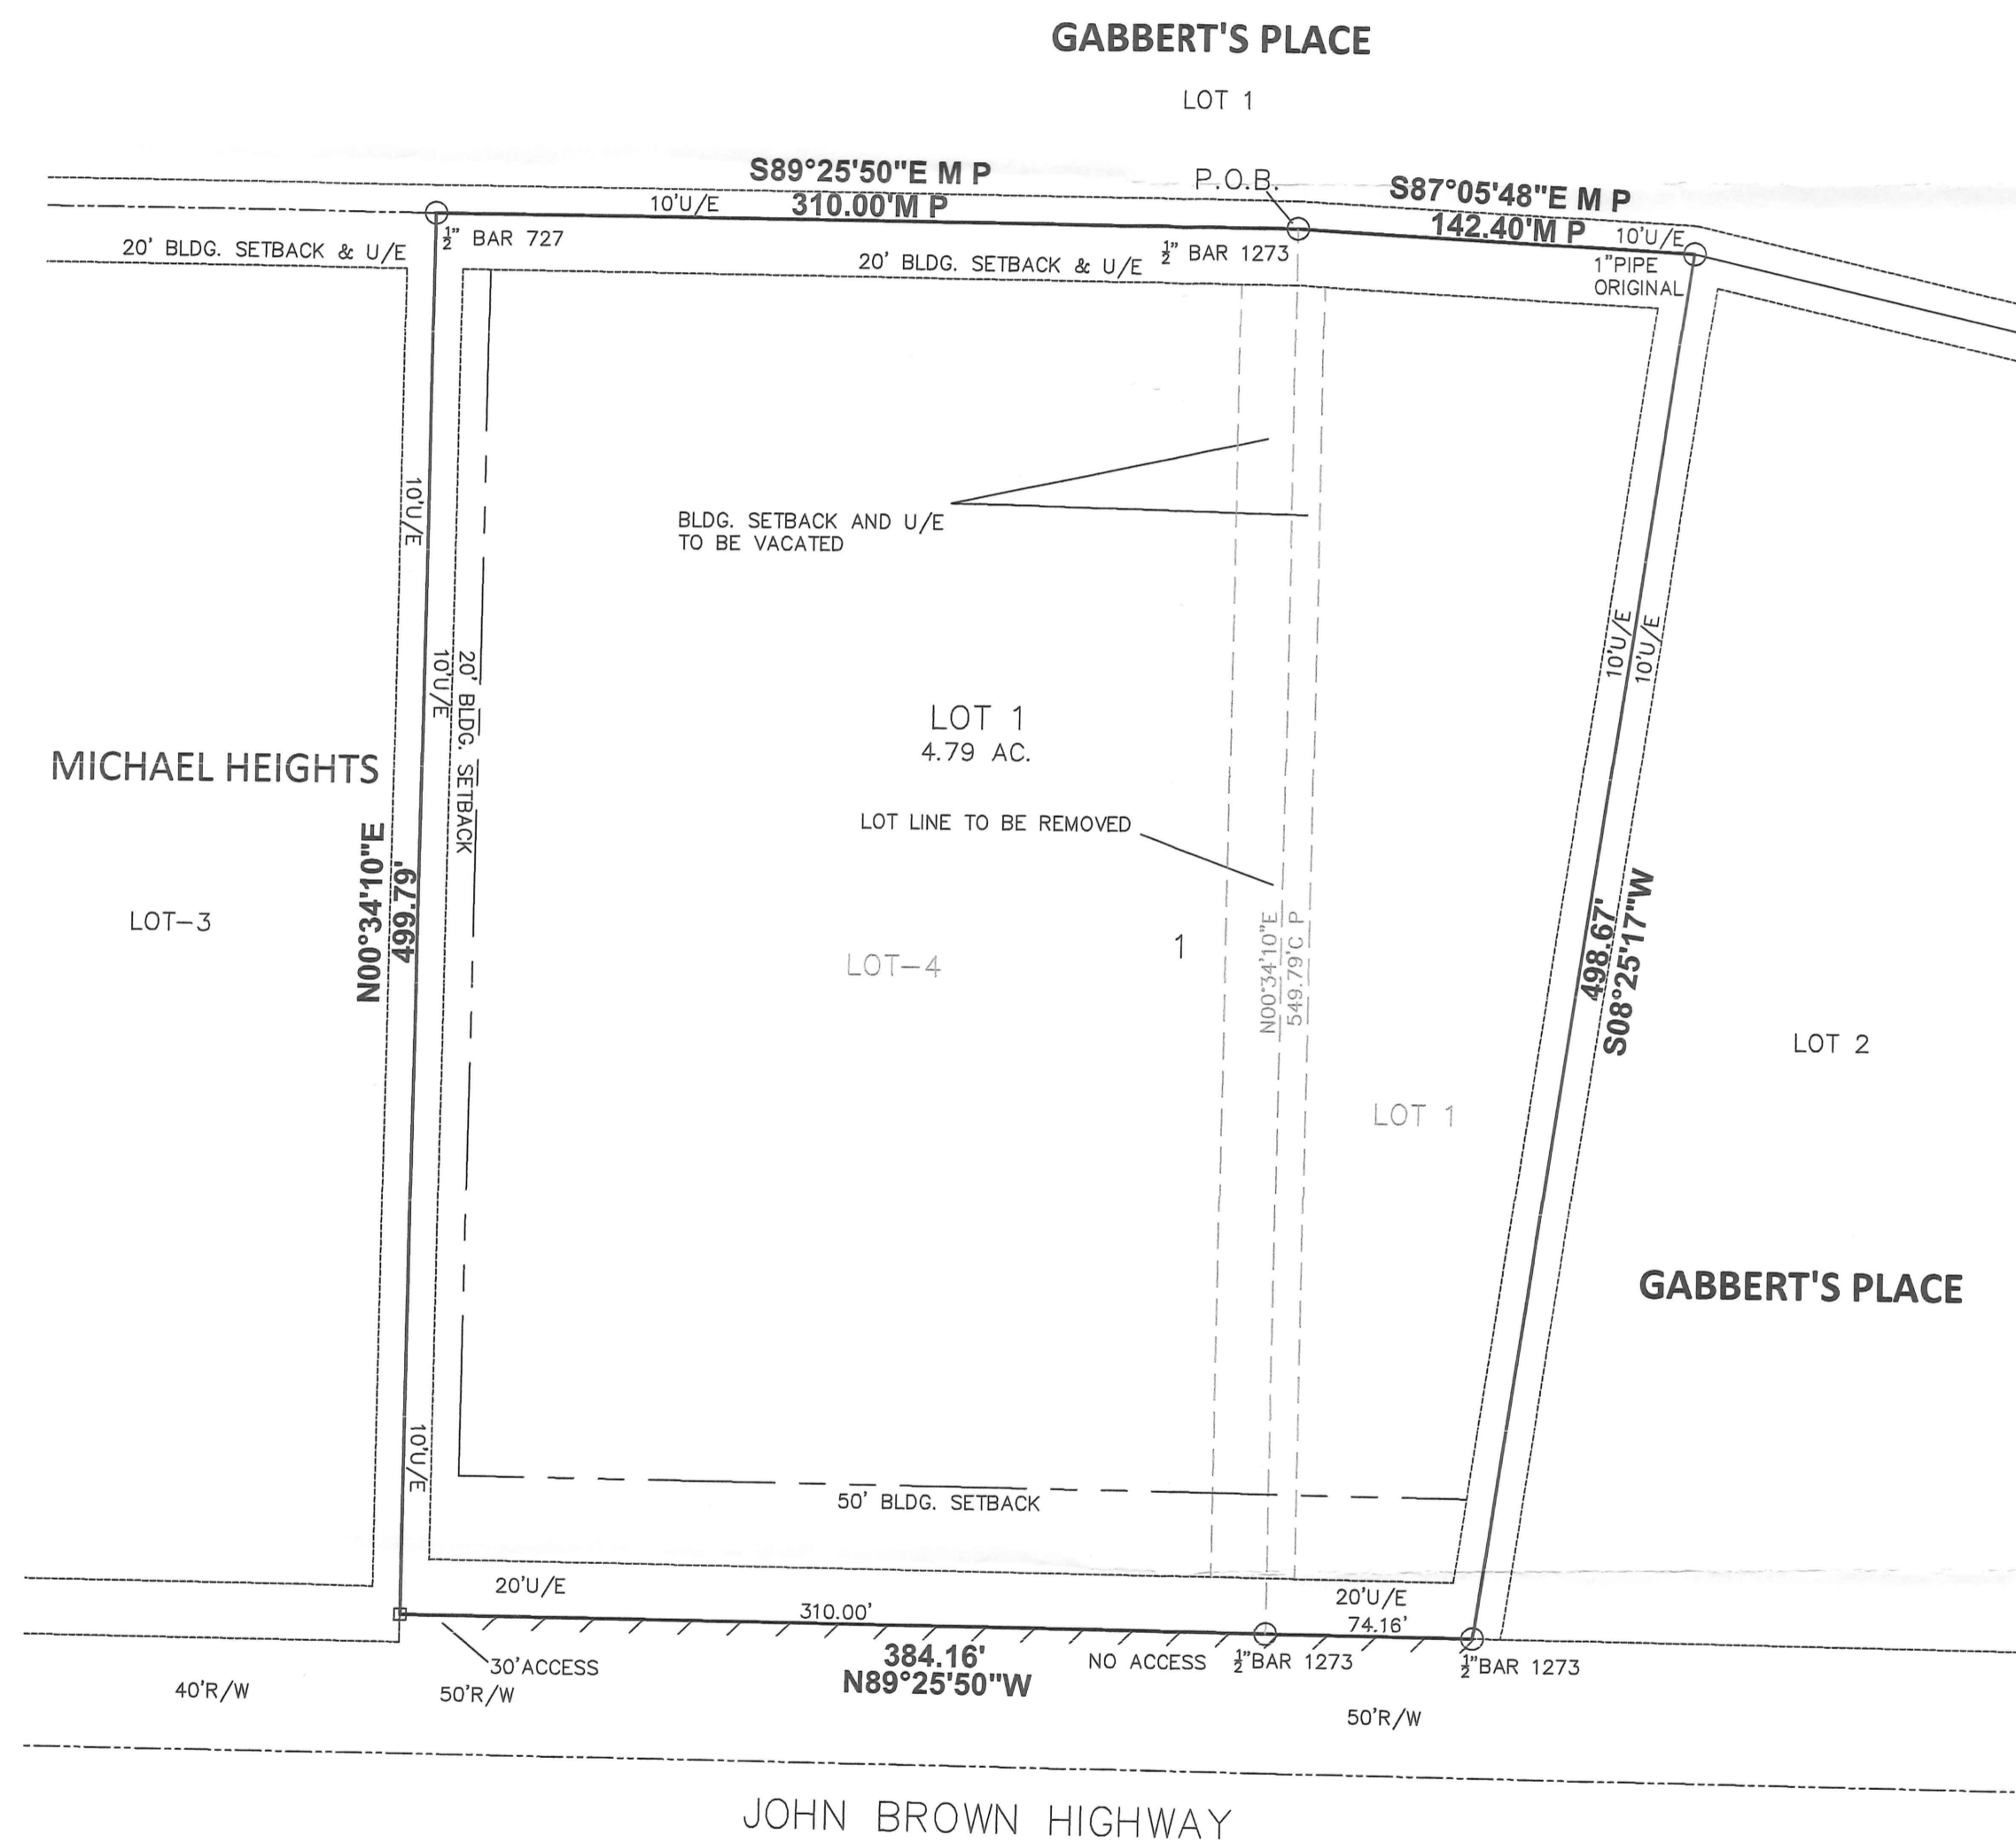 GABBERT'S PLACE
LOT 1
S89°25'50"E M P
310.00'M P
10'U/E
P.O.B.
S87°05'48"E M P
142.40'M P
10'U/E
½" BAR 727
20' BLDG. SETBACK & U/E
20' BLDG. SETBACK & U/E
½" BAR 1273
1"PIPE
ORIGINAL
10'U/E
BLDG. SETBACK AND U/E
TO BE VACATED
10'U/E
20' BLDG. SETBACK
10'U/E
10'U/E
LOT 1
4.79 AC.
MICHAEL HEIGHTS
LOT LINE TO BE REMOVED
N00°34'10"E
499.79'
LOT-3
LOT-4
1
N00°34'10"E
549.79'C P
498.67'
S08°25'17"W
LOT 2
LOT 1
GABBERT'S PLACE
10'U/E
50' BLDG. SETBACK
20'U/E
20'U/E
310.00'
74.16'
384.16'
N89°25'50"W
NO ACCESS
½"BAR 1273
½"BAR 1273
30'ACCESS
40'R/W
50'R/W
50'R/W
JOHN BROWN HIGHWAY